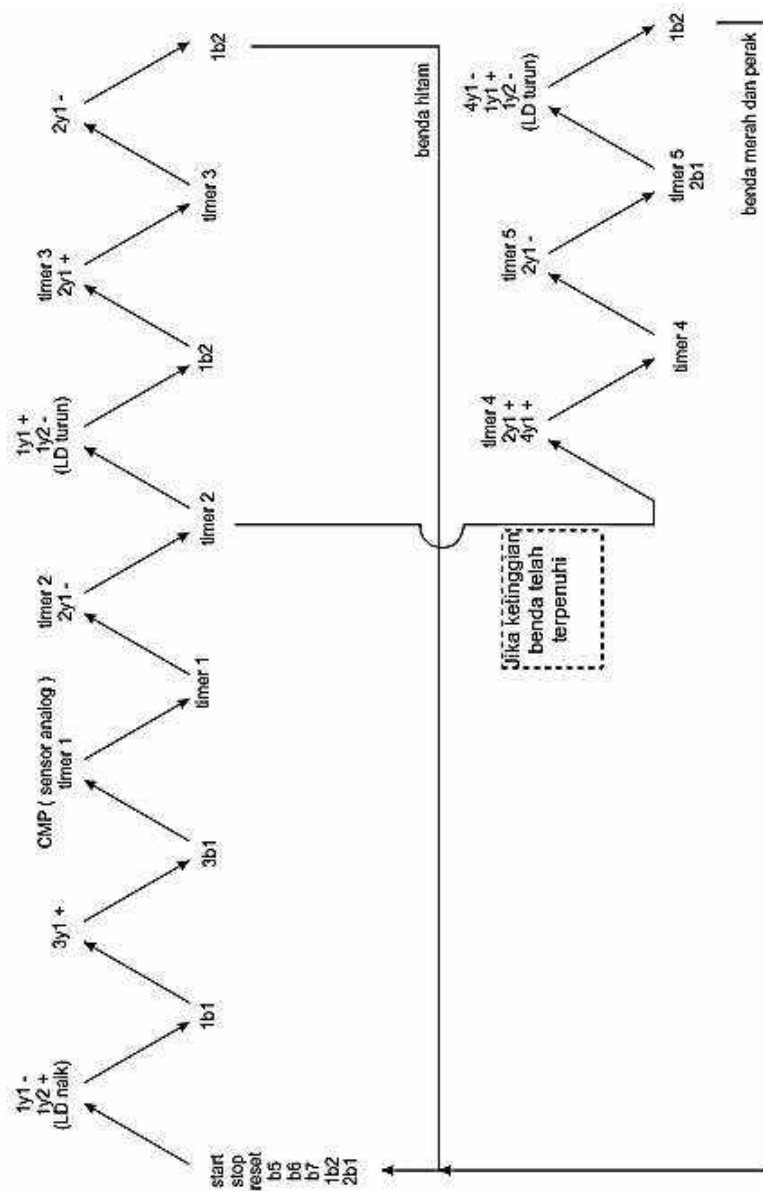 start
stop
reset
b5
b6
b7
1b2
2b1
1y1 -
1y2 +
(LD naik)
1b1
3y1 +
3b1
CMP ( sensor analog )
timer 1
timer 1
timer 2
2y1 -
timer 2
1y1 +
1y2 -
(LD turun)
1b2
timer 3
2y1 +
timer 3
2y1 -
1b2
benda hitam
Jika ketinggian
benda telah
terpenuhi
timer 4
2y1 +
4y1 +
timer 4
timer 5
2y1 -
timer 5
2b1
4y1 -
1y1 +
1y2 -
(LD turun)
1b2
benda merah dan perak